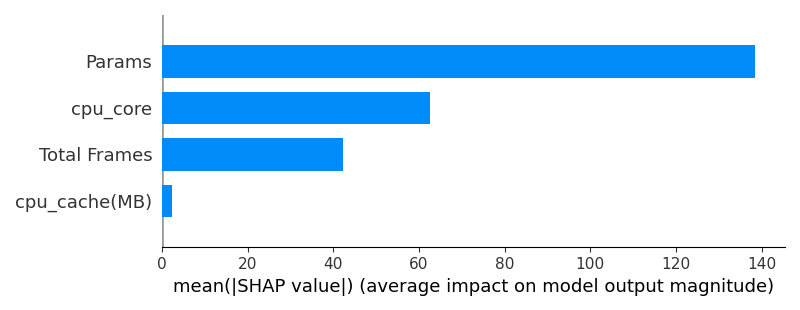 Params
cpu_core
Total Frames
cpu_cache(MB)
0 20 40 60 80 100 120 140
mean(|SHAP value|) (average impact on model output magnitude)